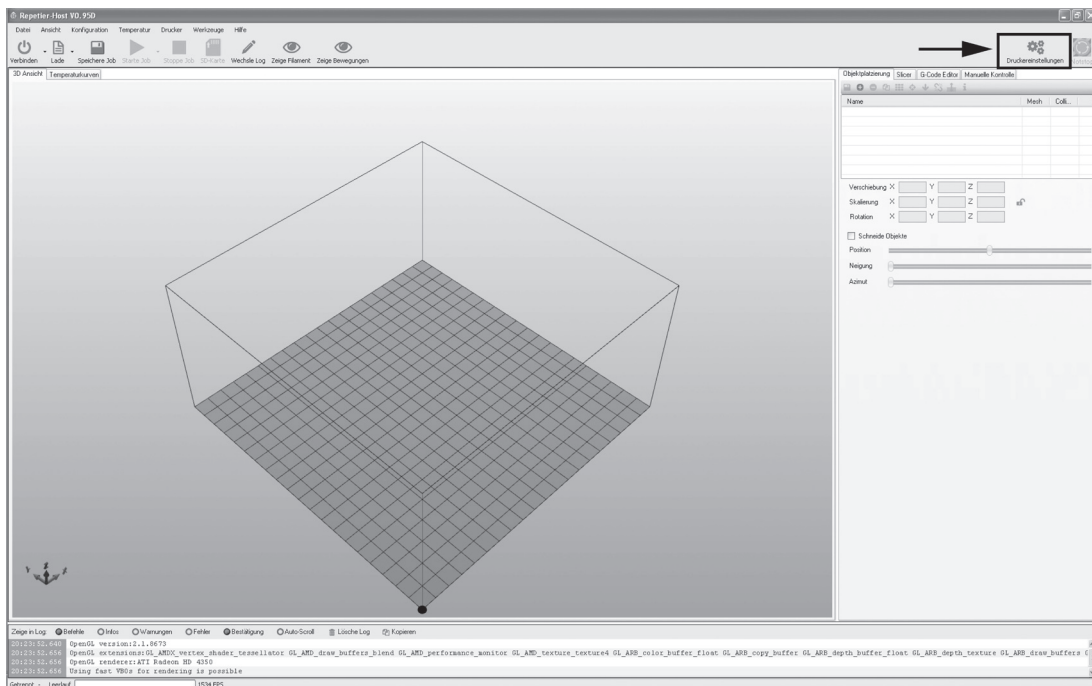 Repetier-Host V0.95D
Datei Ansicht Konfiguration Temperatur Drucker Werkzeuge Hilfe
Verbinden Lade Speichere Job Starte Job Stoppe Job SD-Karte Wechsle Log Zeige Filament Zeige Bewegungen Druckereinstellungen
3D Ansicht Temperaturkurven
Objektplatzierung Slicer G-Code Editor Manuelle Kontrolle
Name Mesh Colli...
Verschiebung X Y Z
Skalierung X Y Z
Rotation X Y Z
Schneide Objekte
Position
Neigung
Azimut
Zeige in Log: Befehle Infos Warnungen Fehler Bestätigung Auto-Scroll Lösche Log Kopieren
20:23:52.640 OpenGL version:2.1.8673
20:23:52.656 OpenGL extensions:GL_AMDX_vertex_shader_tessellator GL_AMD_draw_buffers_blend GL_AMD_performance_monitor GL_AMD_texture_texture4 GL_ARB_color_buffer_float GL_ARB_copy_buffer GL_ARB_depth_buffer_float GL_ARB_depth_texture GL_ARB_draw_buffers
20:23:52.656 OpenGL renderer:ATI Radeon HD 4350
20:23:52.656 Using fast VBOs for rendering is possible
Getrennt - Leerlauf 1534 FPS